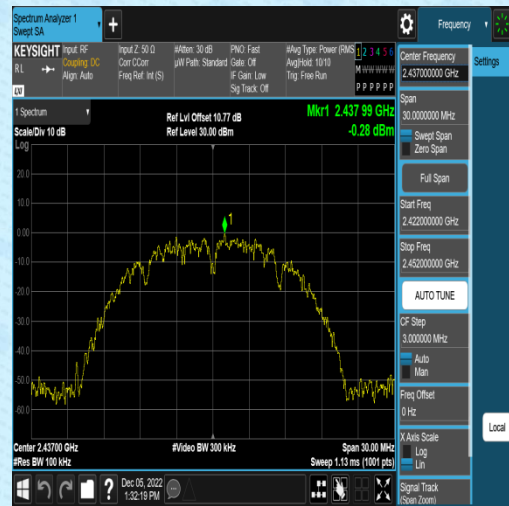 Spectrum Analyzer 1
Swept SA
+
Frequency
KEYSIGHT
RL
LXI
Input: RF
Coupling: DC
Align: Auto
Input Z: 50 Ω
Corr CCorr
Freq Ref: Int (S)
#Atten: 30 dB
µW Path: Standard
PNO: Fast
Gate: Off
IF Gain: Low
Sig Track: Off
#Avg Type: Power (RMS
Avg|Hold: 10/10
Trig: Free Run
1 2 3 4 5 6
M W W W W W
P P P P P P
1 Spectrum
Scale/Div 10 dB
Ref Lvl Offset 10.77 dB
Ref Level 30.00 dBm
Mkr1 2.437 99 GHz
-0.28 dBm
Log
20.0
10.0
0.00
-10.0
-20.0
-30.0
-40.0
-50.0
-60.0
1
Center 2.43700 GHz
#Res BW 100 kHz
#Video BW 300 kHz
Span 30.00 MHz
Sweep 1.13 ms (1001 pts)
Dec 05, 2022
1:32:19 PM
?
Center Frequency
2.437000000 GHz
Settings
Span
30.0000000 MHz
Swept Span
Zero Span
Full Span
Start Freq
2.422000000 GHz
Stop Freq
2.452000000 GHz
AUTO TUNE
CF Step
3.000000 MHz
Auto
Man
Freq Offset
0 Hz
X Axis Scale
Log
Lin
Local
Signal Track
(Span Zoom)